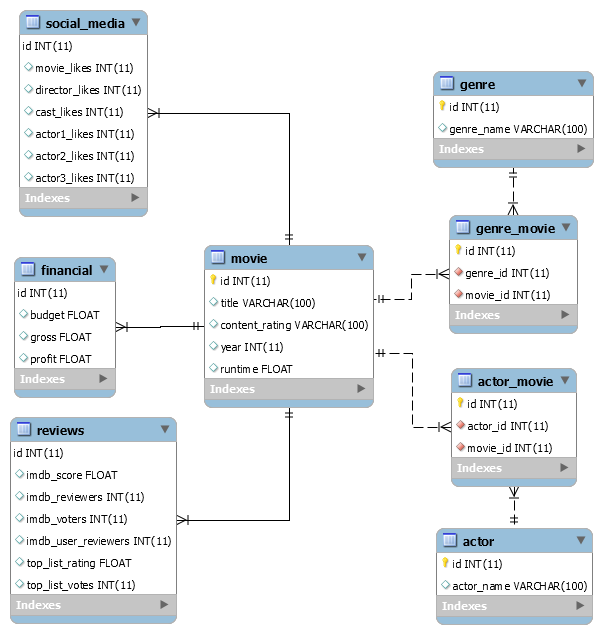 social_media
id INT(11)
movie_likes INT(11)
director_likes INT(11)
cast_likes INT(11)
actor1_likes INT(11)
actor2_likes INT(11)
actor3_likes INT(11)
Indexes
financial
id INT(11)
budget FLOAT
gross FLOAT
profit FLOAT
Indexes
reviews
id INT(11)
imdb_score FLOAT
imdb_reviewers INT(11)
imdb_voters INT(11)
imdb_user_reviewers INT(11)
top_list_rating FLOAT
top_list_votes INT(11)
Indexes
movie
id INT(11)
title VARCHAR(100)
content_rating VARCHAR(100)
year INT(11)
runtime FLOAT
Indexes
genre
id INT(11)
genre_name VARCHAR(100)
Indexes
genre_movie
id INT(11)
genre_id INT(11)
movie_id INT(11)
Indexes
actor_movie
id INT(11)
actor_id INT(11)
movie_id INT(11)
Indexes
actor
id INT(11)
actor_name VARCHAR(100)
Indexes